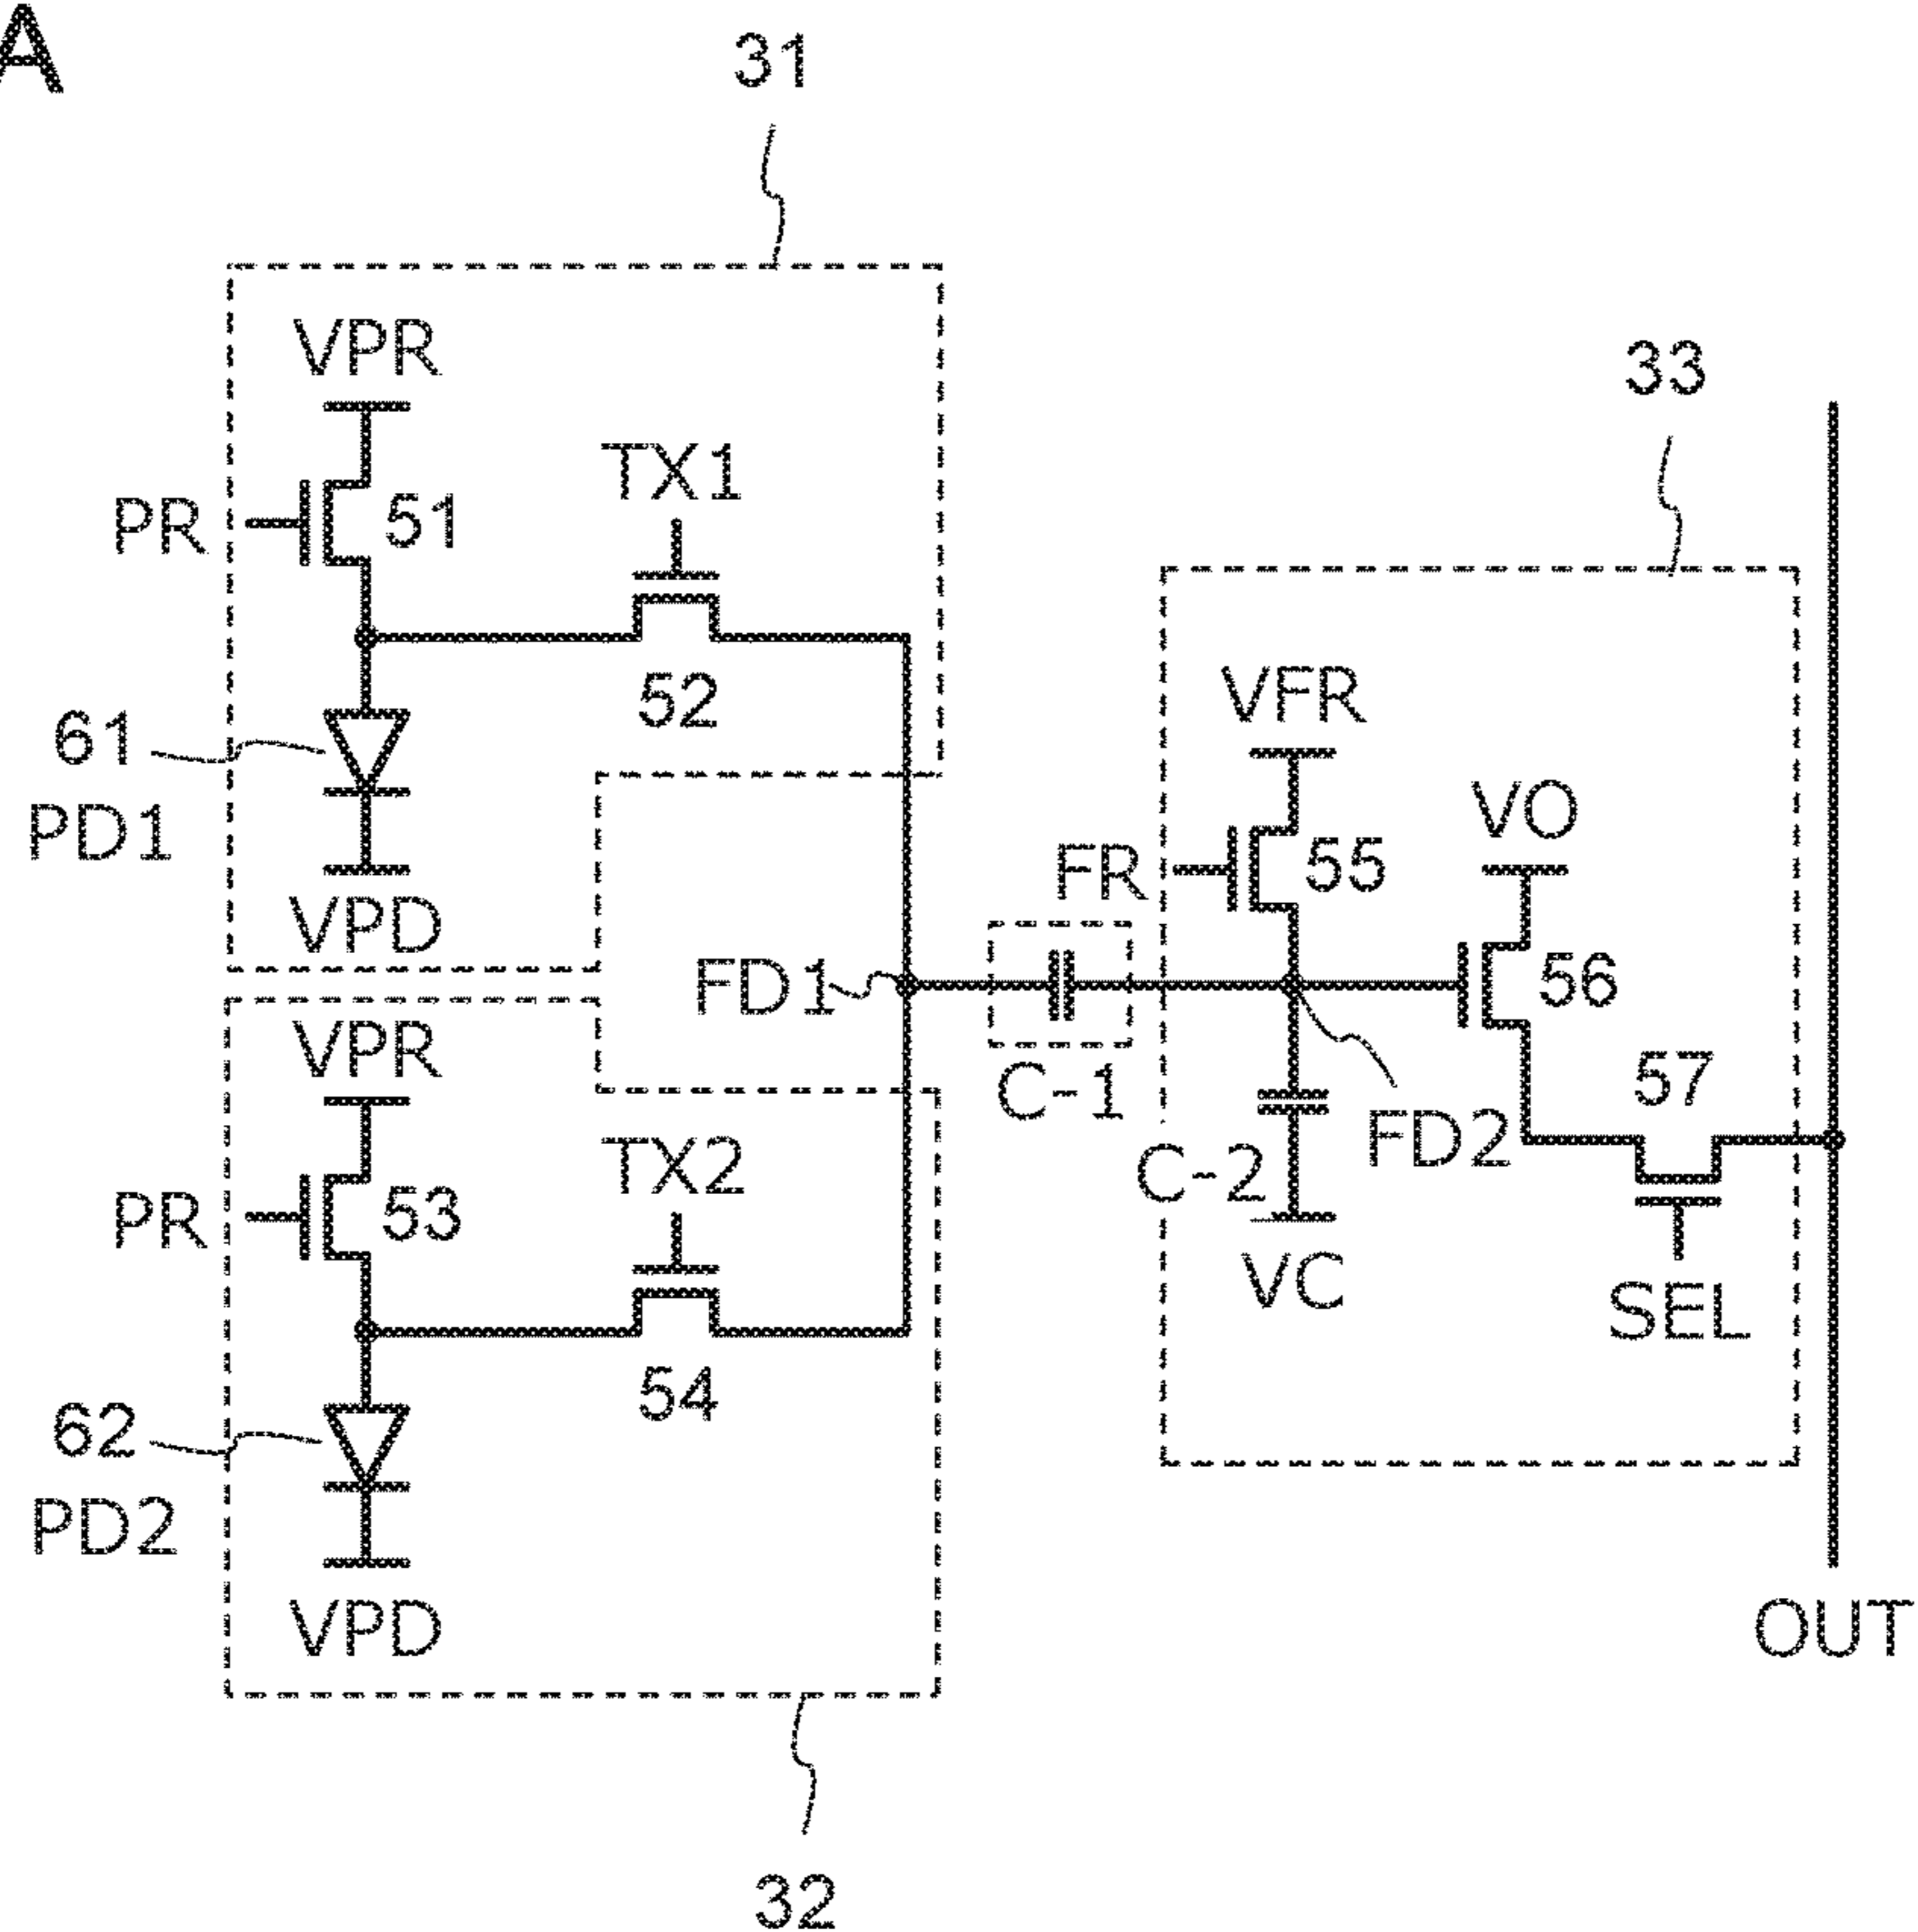 A
31
VPR
PR
51
TX1
52
61
PD1
VPD
33
VFR
FR
55
VO
56
FD1
C-1
C-2
FD2
57
VC
SEL
VPR
PR
53
TX2
54
62
PD2
VPD
OUT
32